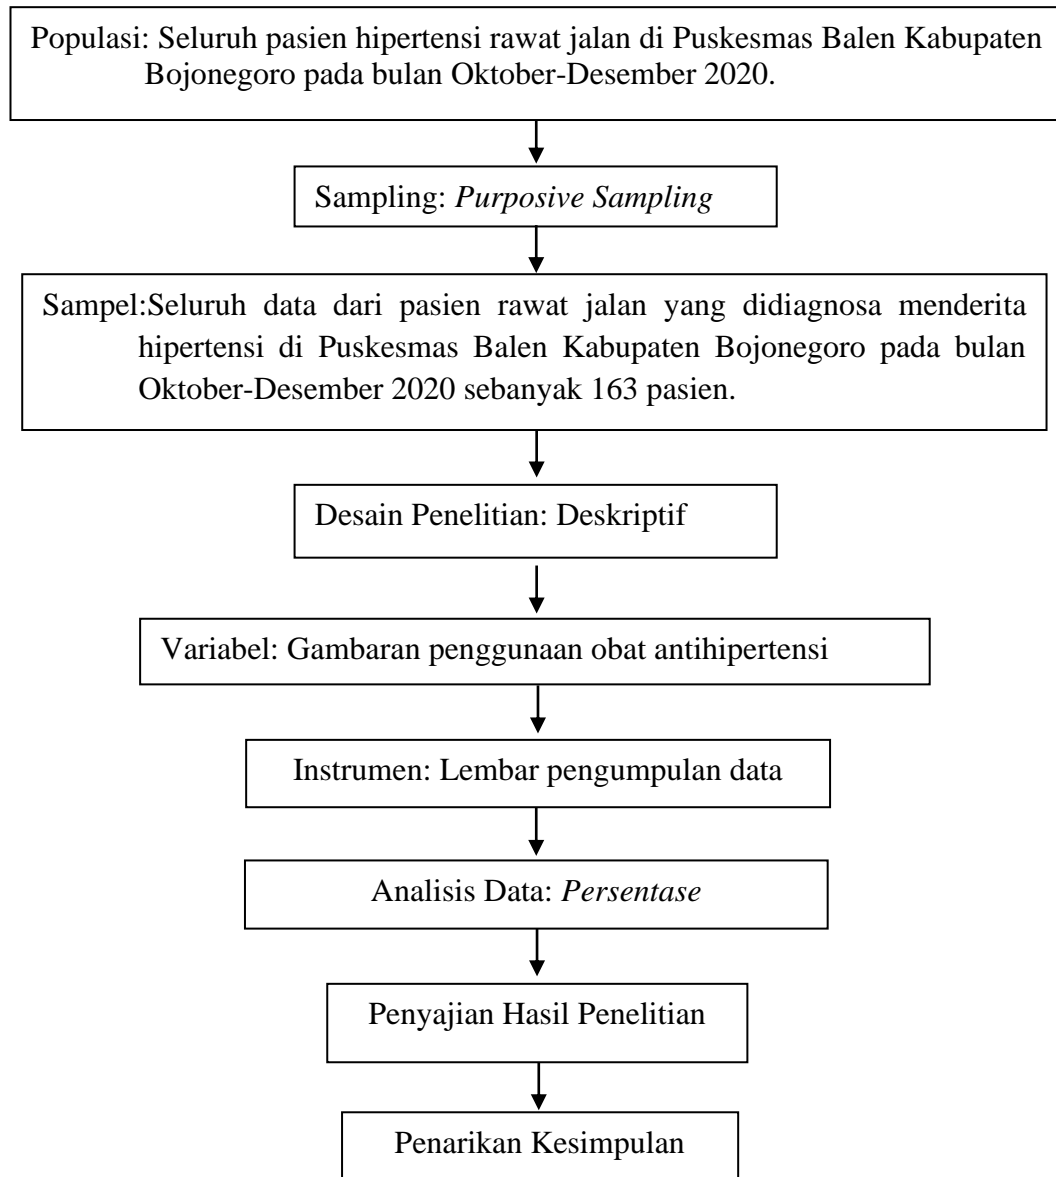 Populasi: Seluruh pasien hipertensi rawat jalan di Puskesmas Balen Kabupaten
Bojonegoro pada bulan Oktober-Desember 2020.
Sampling: Purposive Sampling
Sampel:Seluruh data dari pasien rawat jalan yang didiagnosa menderita
hipertensi di Puskesmas Balen Kabupaten Bojonegoro pada bulan
Oktober-Desember 2020 sebanyak 163 pasien.
Desain Penelitian: Deskriptif
Variabel: Gambaran penggunaan obat antihipertensi
Instrumen: Lembar pengumpulan data
Analisis Data: Persentase
Penyajian Hasil Penelitian
Penarikan Kesimpulan